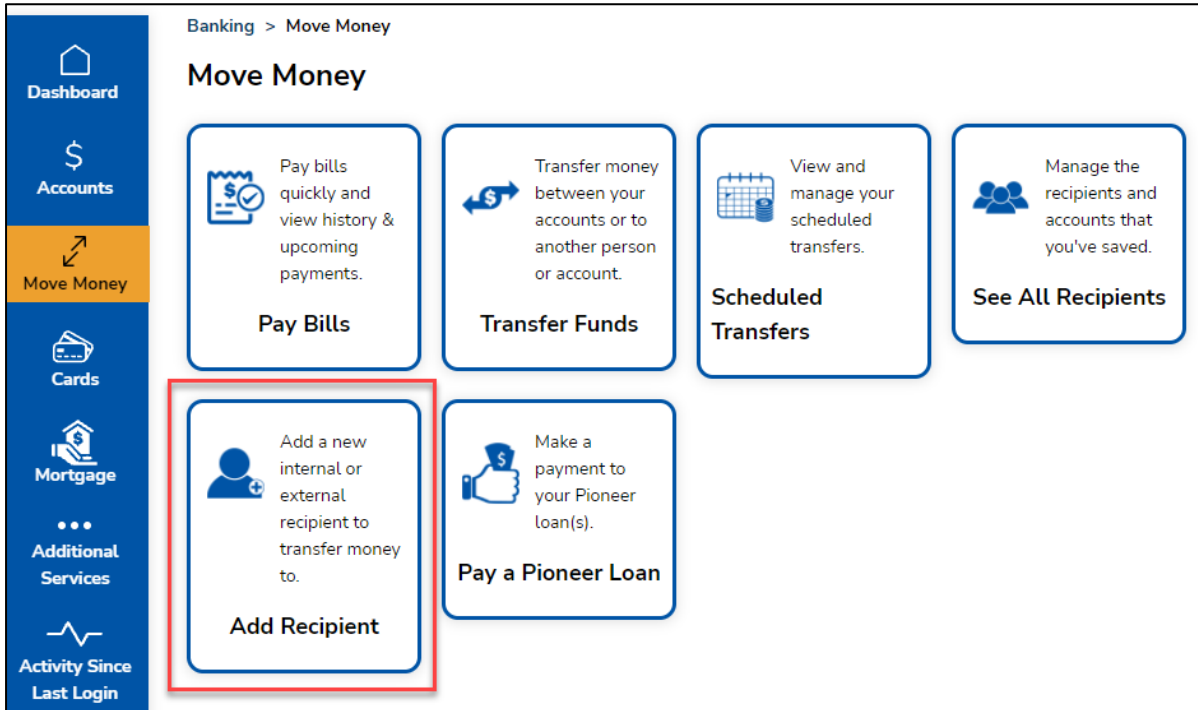 Banking > Move Money
Move Money
Dashboard
$
Accounts
Move Money
Cards
$
Mortgage
Additional
Services
Activity Since
Last Login
$
Pay bills
quickly and
view history &
upcoming
payments.
Pay Bills
$
Transfer money
between your
accounts or to
another person
or account.
Transfer Funds
View and
manage your
scheduled
transfers.
Scheduled
Transfers
Manage the
recipients and
accounts that
you've saved.
See All Recipients
Add a new
internal or
external
recipient to
transfer money
to.
Add Recipient
$
Make a
payment to
your Pioneer
loan(s).
Pay a Pioneer Loan